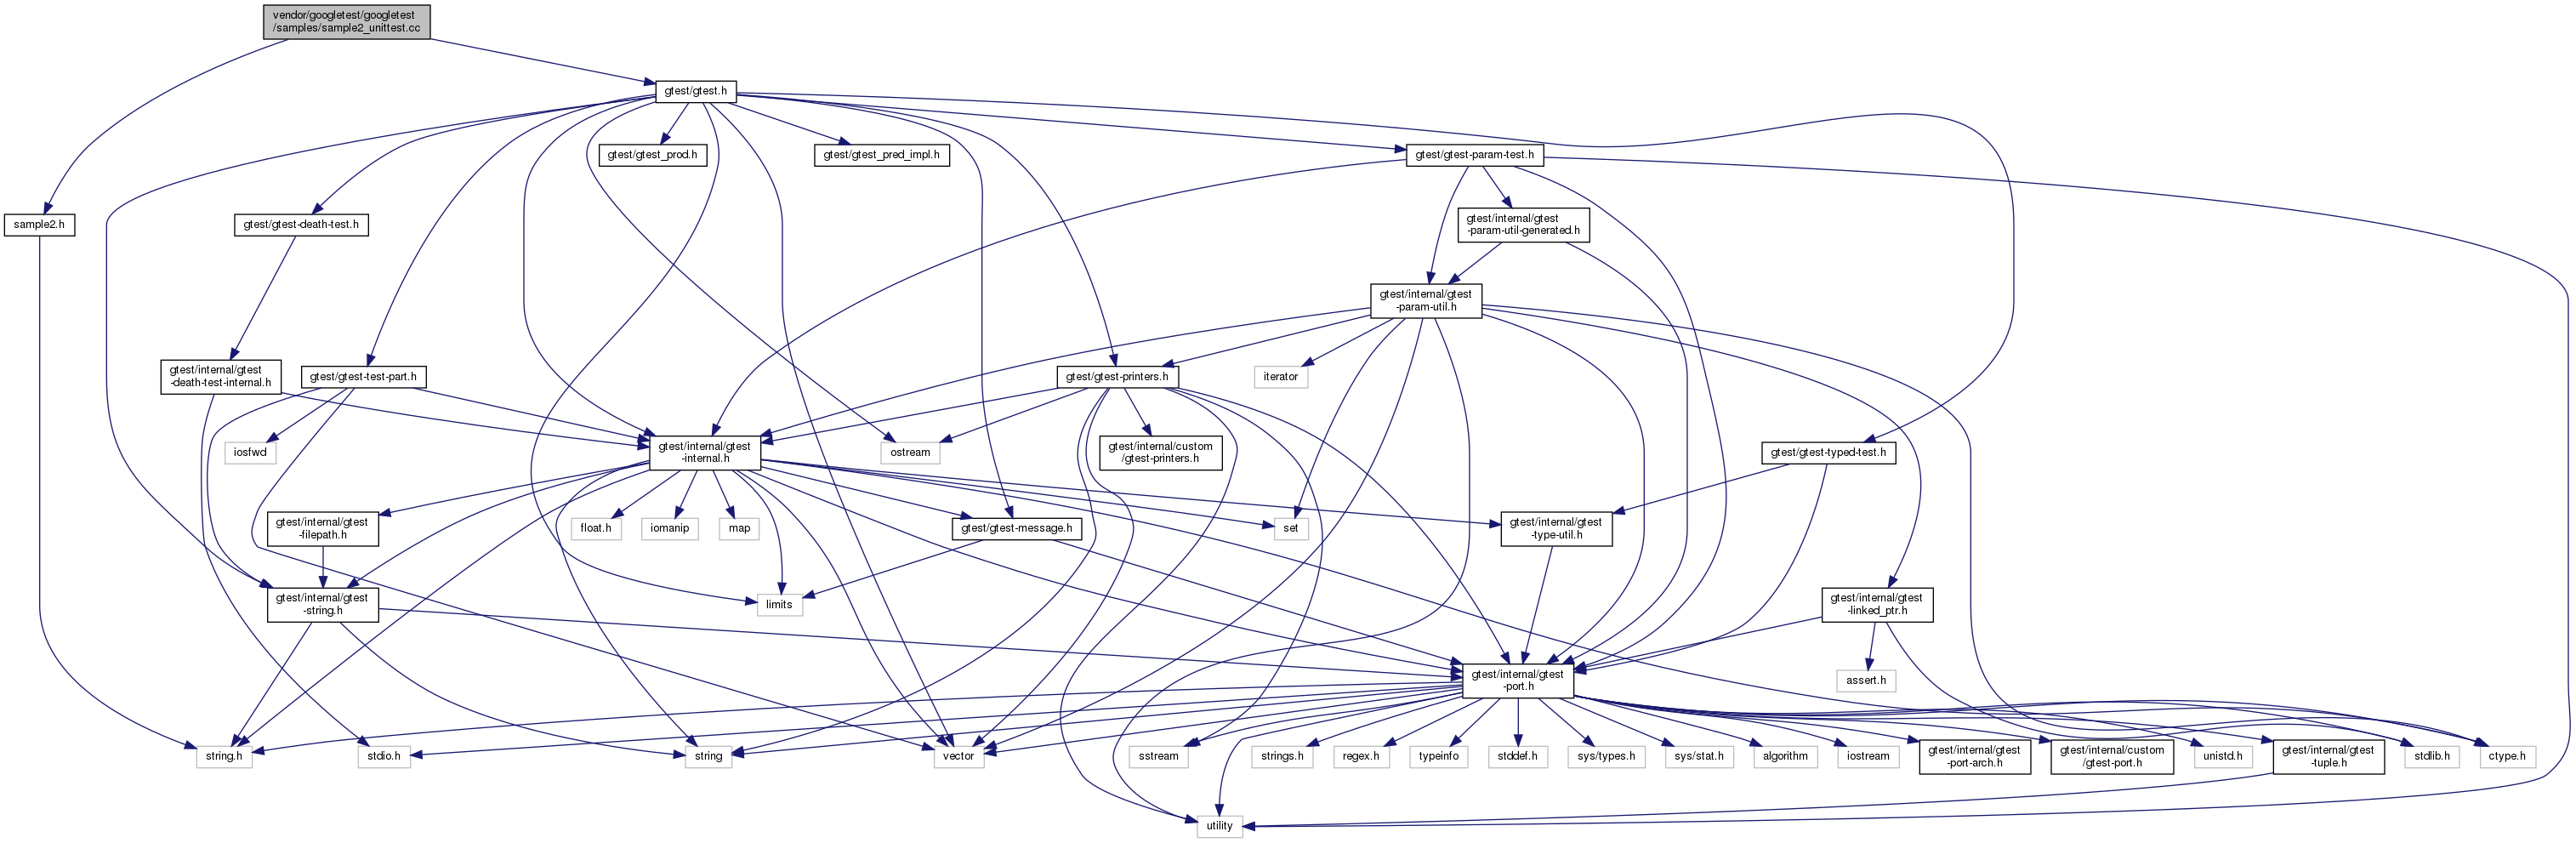 vendor/googletest/googletest
/samples/sample2_unittest.cc
gtest/gtest.h
gtest/gtest_prod.h
gtest/gtest_pred_impl.h
gtest/gtest-param-test.h
sample2.h
gtest/gtest-death-test.h
gtest/internal/gtest
-param-util-generated.h
gtest/internal/gtest
-param-util.h
gtest/internal/gtest
-death-test-internal.h
gtest/gtest-test-part.h
gtest/gtest-printers.h
iterator
iosfwd
gtest/internal/gtest
-internal.h
ostream
gtest/internal/custom
/gtest-printers.h
gtest/gtest-typed-test.h
gtest/internal/gtest
-filepath.h
float.h
iomanip
map
gtest/gtest-message.h
set
gtest/internal/gtest
-type-util.h
gtest/internal/gtest
-string.h
limits
gtest/internal/gtest
-linked_ptr.h
gtest/internal/gtest
-port.h
assert.h
string.h
stdio.h
string
vector
sstream
strings.h
regex.h
typeinfo
stddef.h
sys/types.h
sys/stat.h
algorithm
iostream
gtest/internal/gtest
-port-arch.h
gtest/internal/custom
/gtest-port.h
unistd.h
gtest/internal/gtest
-tuple.h
stdlib.h
ctype.h
utility